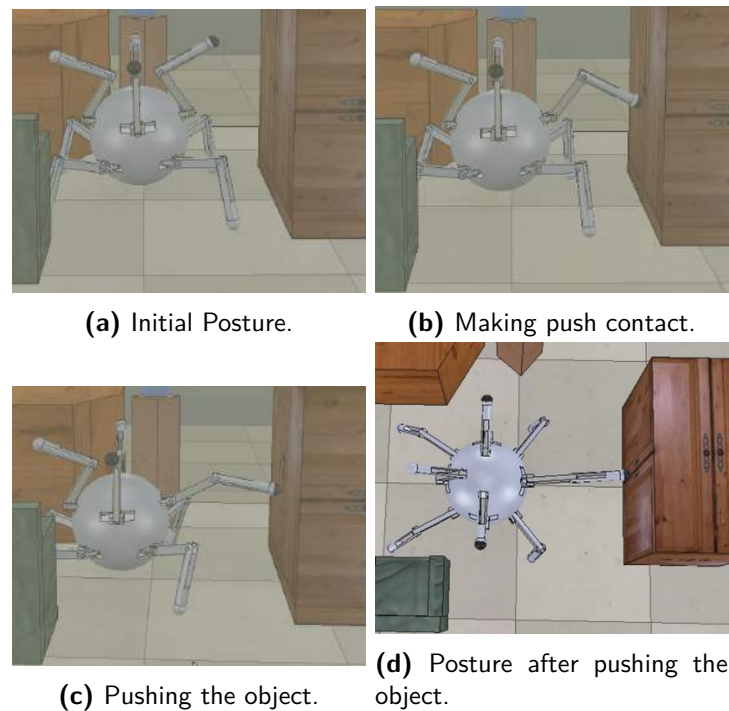 (a) Initial Posture.
(b) Making push contact.
(c) Pushing the object.
(d) Posture after pushing the
object.